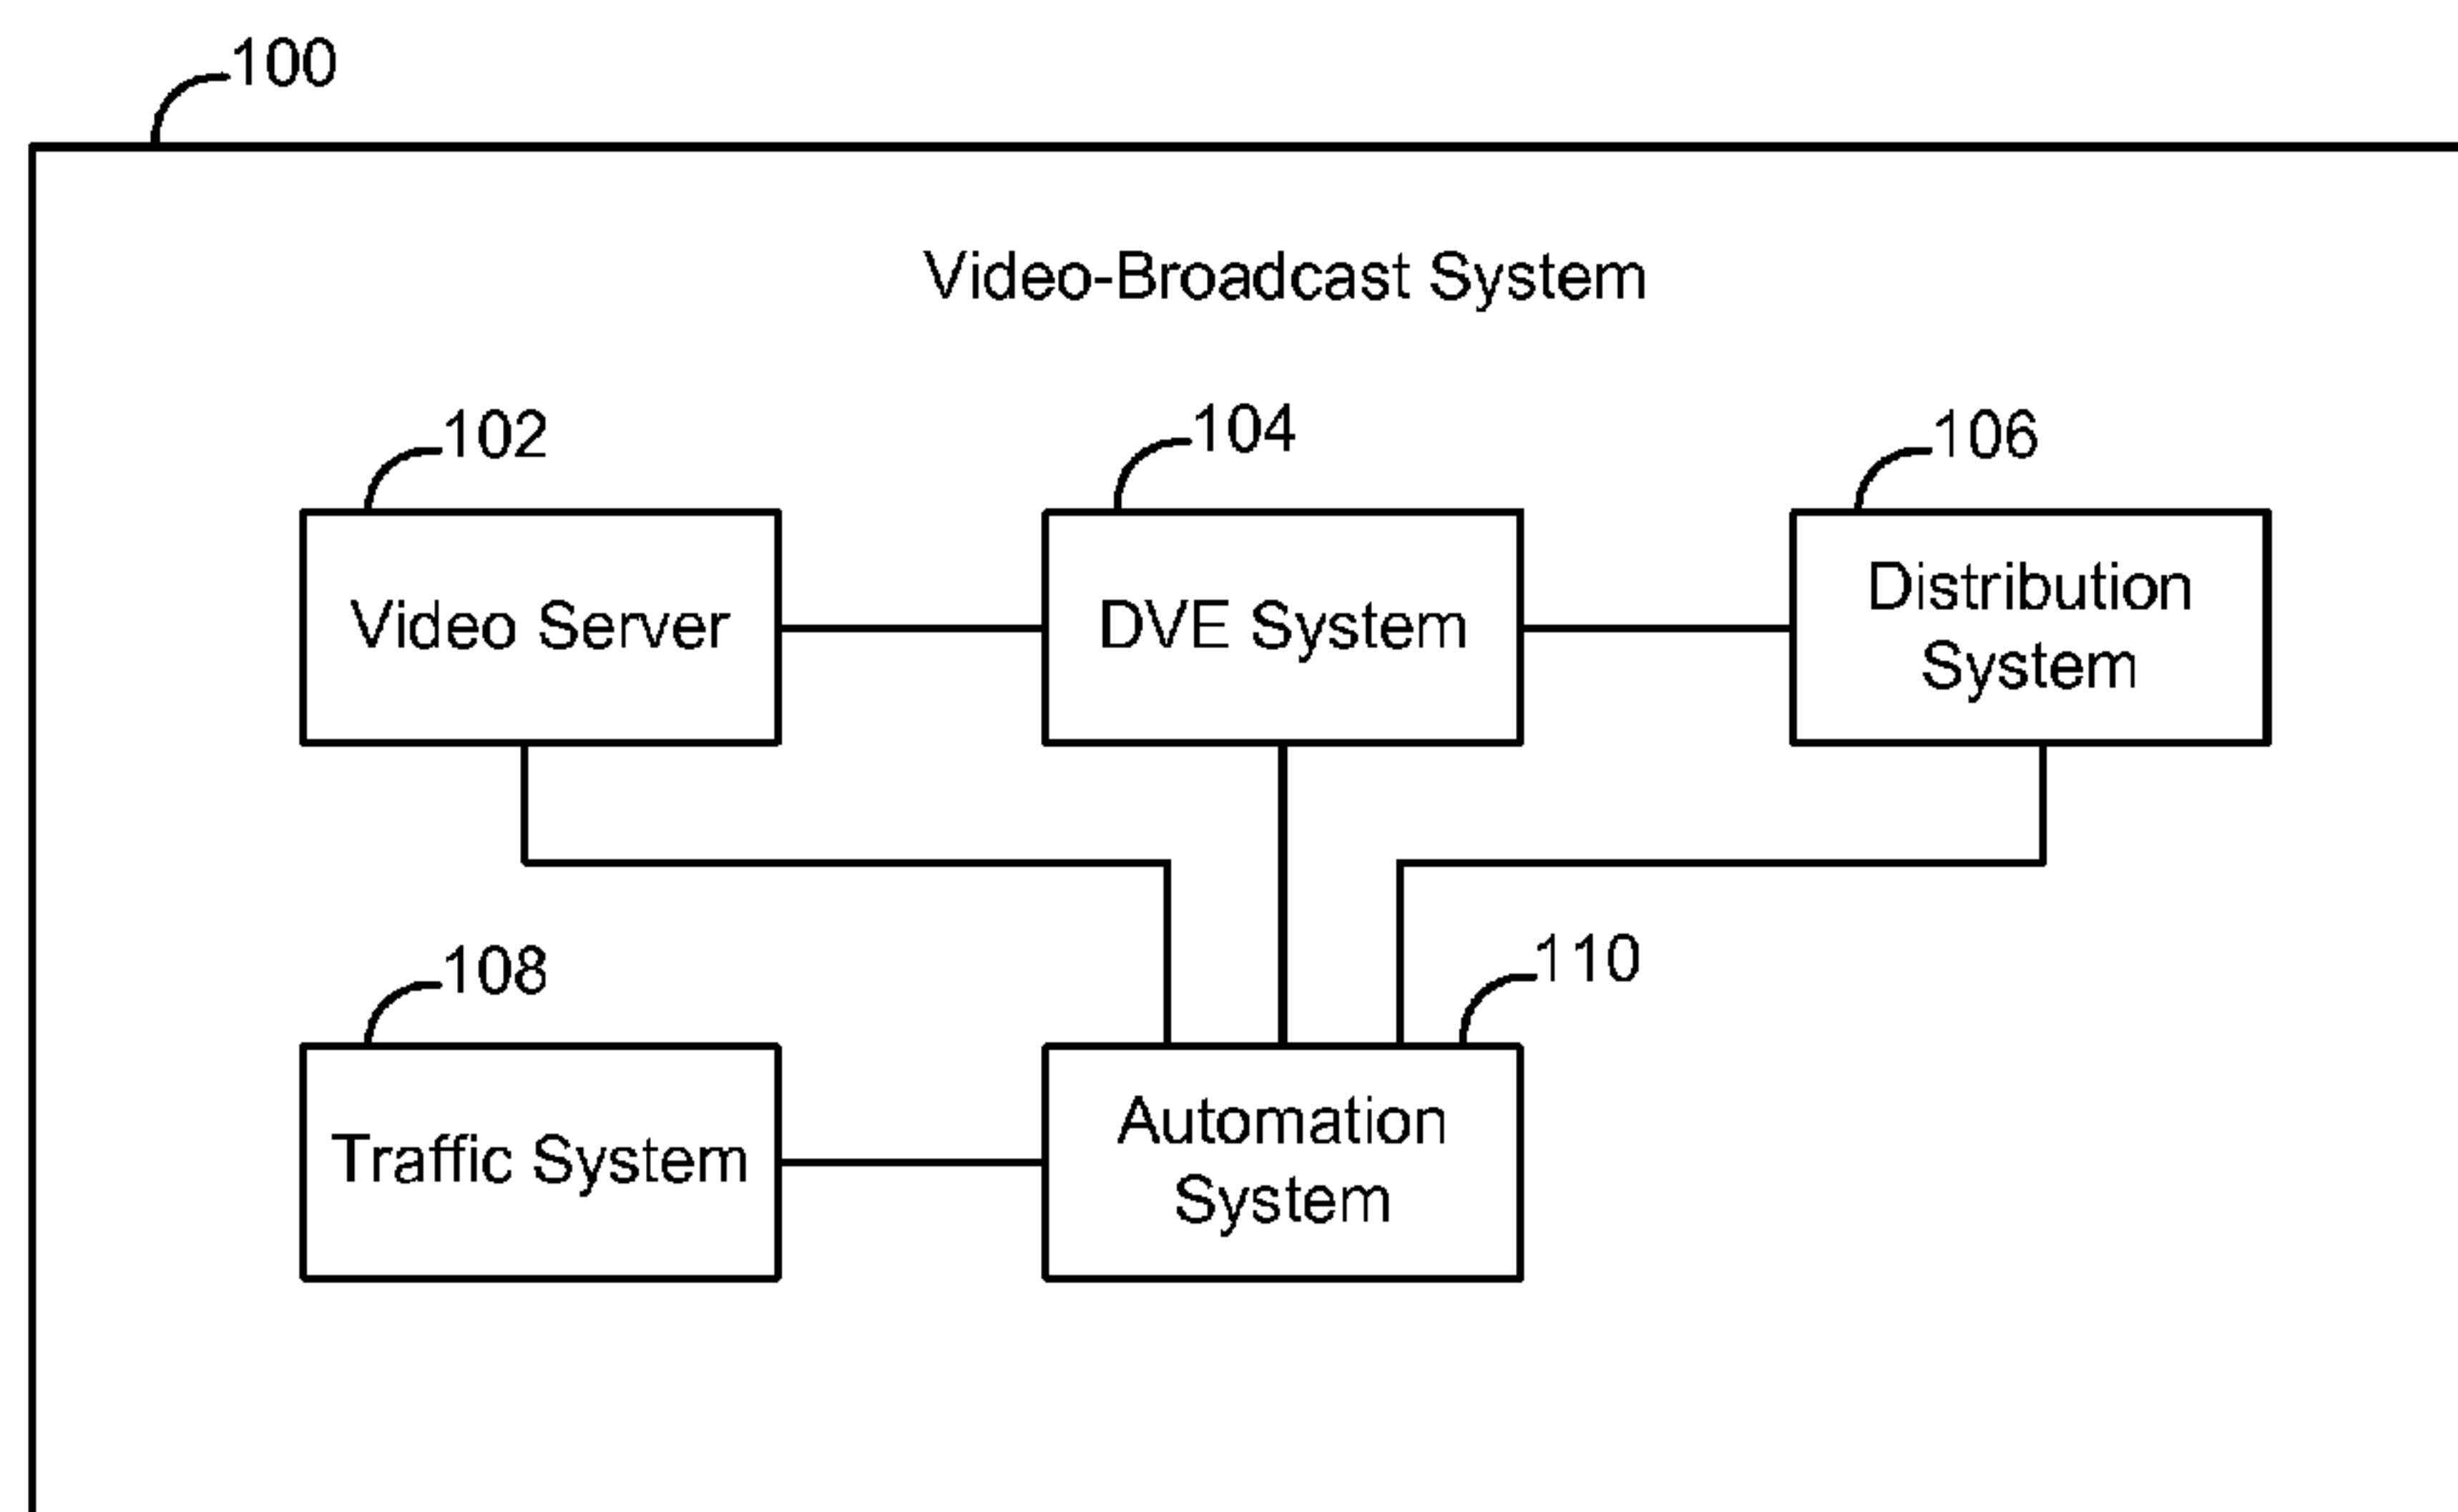 100
Video-Broadcast System
102
104
106
Video Server
DVE System
Distribution
System
108
110
Traffic System
Automation
System